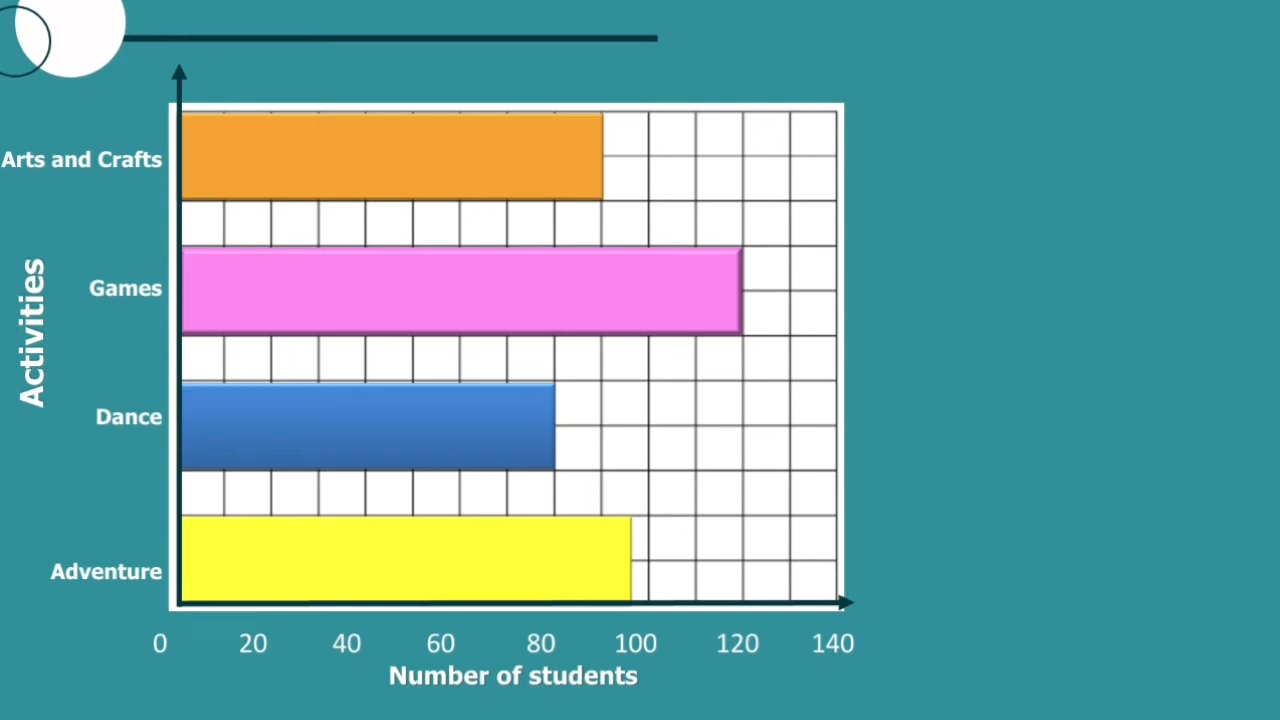 Arts and Crafts
Games
Activities
Dance
Adventure
0 20 40 60 80 100 120 140
Number of students